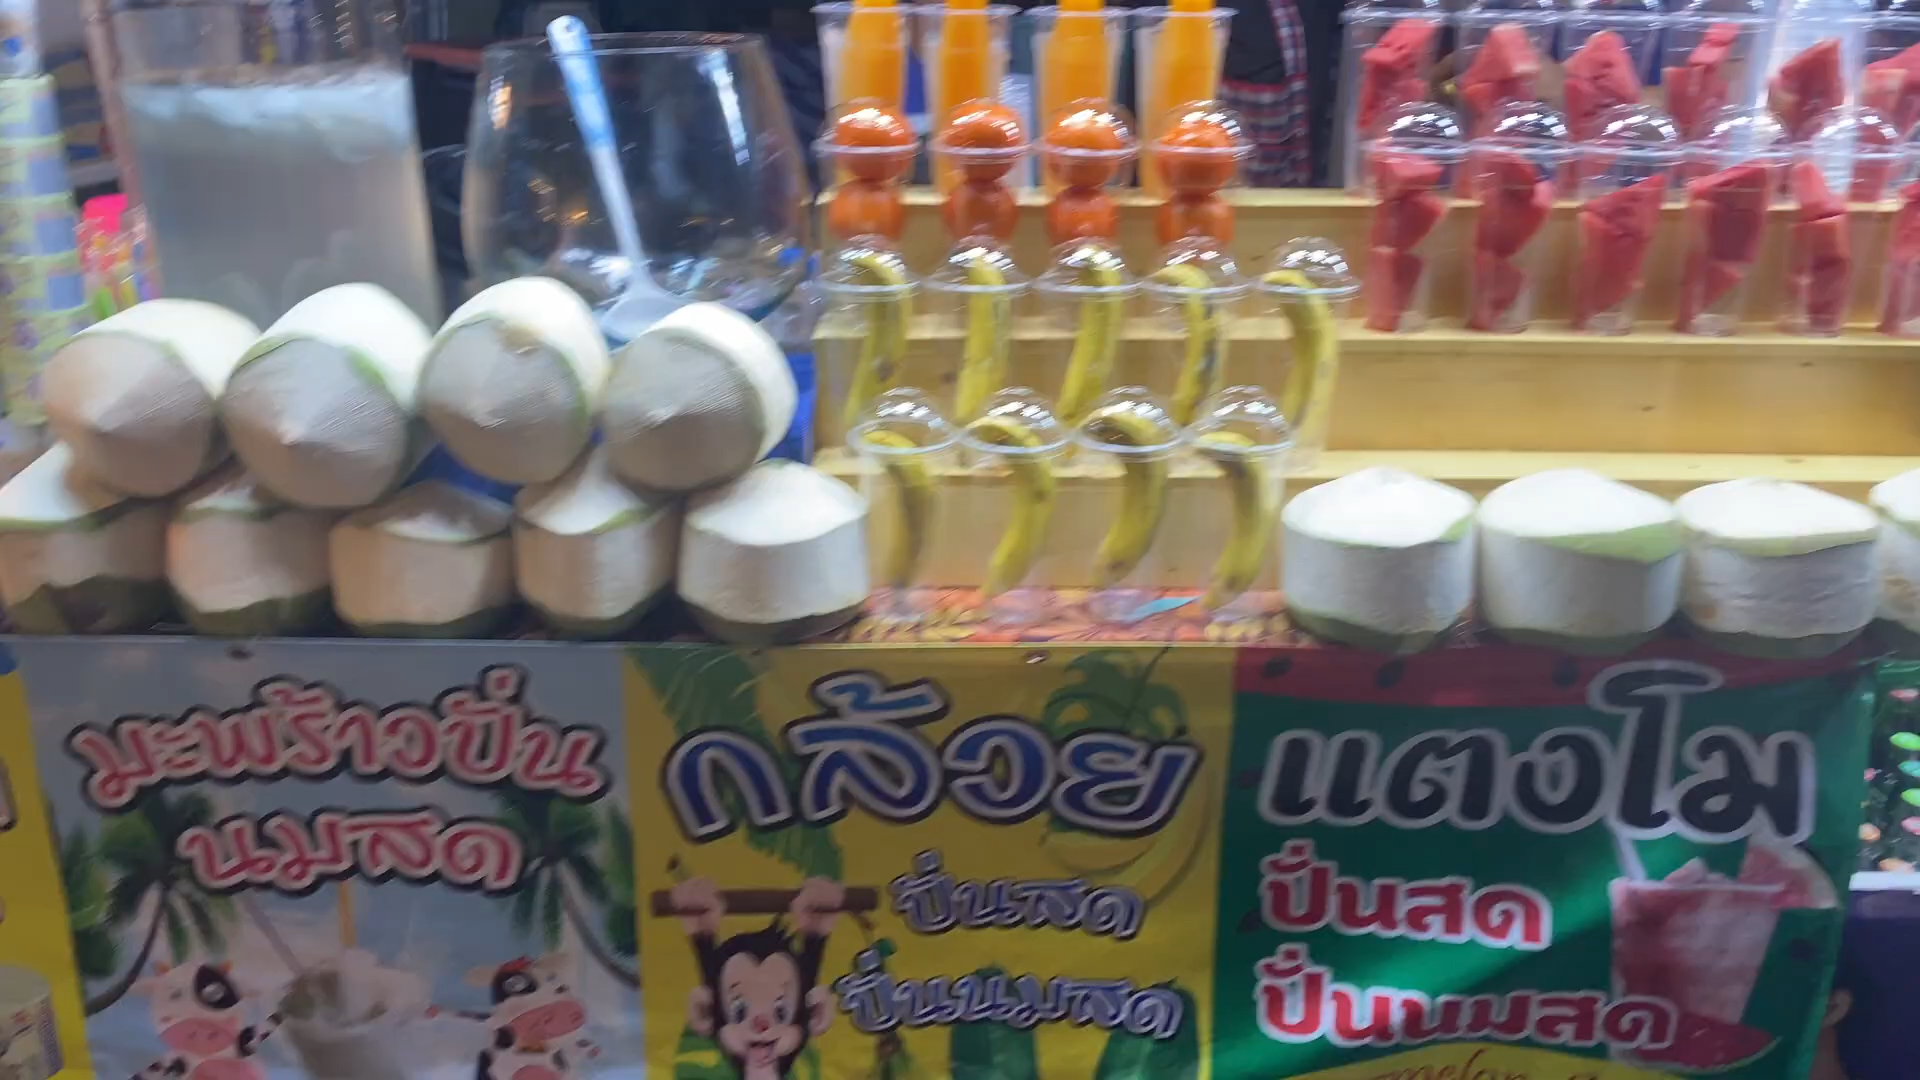 มะพร้าวปั่น
นมสด
กล้วย
ปั่นสด
ปั่นนมสด
แตงโม
ปั่นสด
ปั่นนมสด
melon